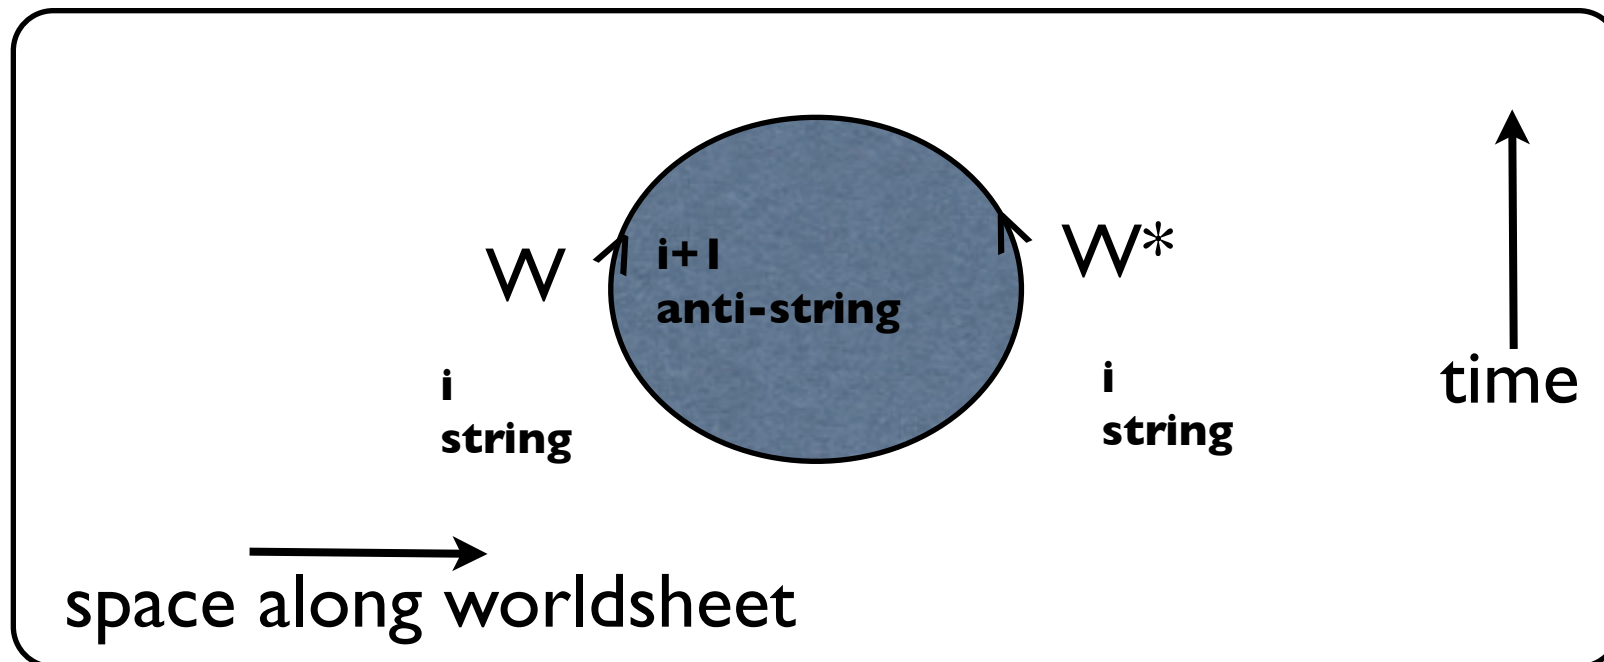 W
i+1
anti-string
W*
i
string
i
string
time
space along worldsheet